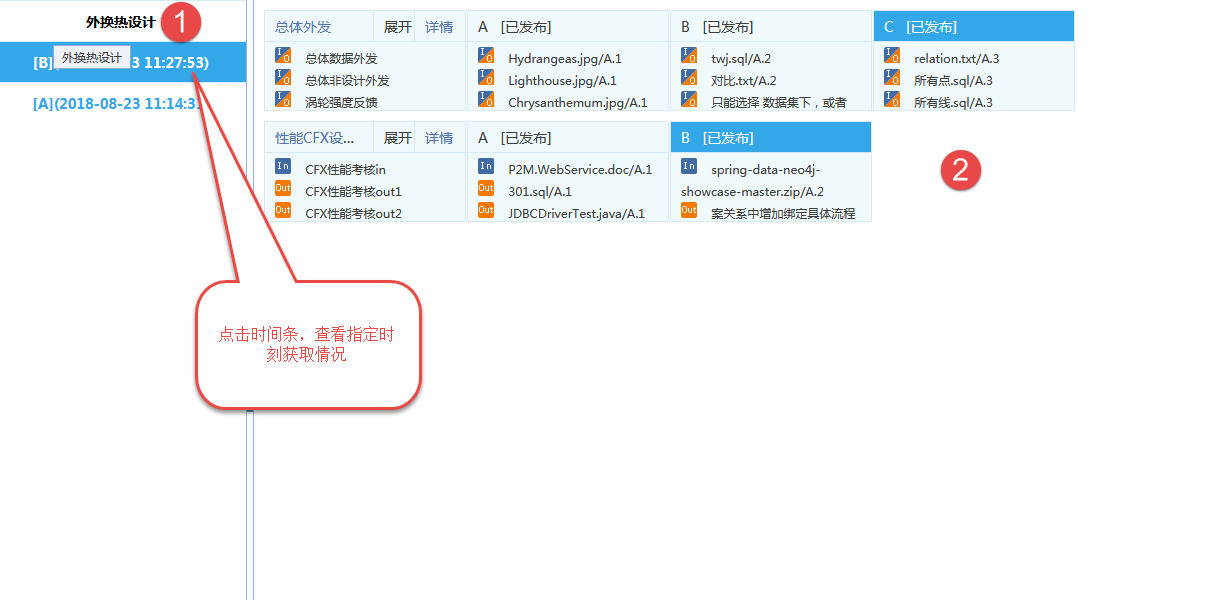 外换热设计
1
[B]
外换热设计
3 11:27:53)
[A](2018-08-23 11:14:3
总体外发 展开 详情
总体数据外发
总体非设计外发
涡轮强度反馈
A [已发布]
Hydrangeas.jpg/A.1
Lighthouse.jpg/A.1
Chrysanthemum.jpg/A.1
B [已发布]
twj.sql/A.2
对比.txt/A.2
只能选择 数据集下，或者
C [已发布]
relation.txt/A.3
所有点.sql/A.3
所有线.sql/A.3
性能CFX设... 展开 详情
In CFX性能考核in
Out CFX性能考核out1
Out CFX性能考核out2
A [已发布]
In P2M.WebService.doc/A.1
Out 301.sql/A.1
Out JDBCDriverTest.java/A.1
B [已发布]
In spring-data-neo4j-
showcase-master.zip/A.2
Out 案关系中增加绑定具体流程
2
点击时间条，查看指定时
刻获取情况